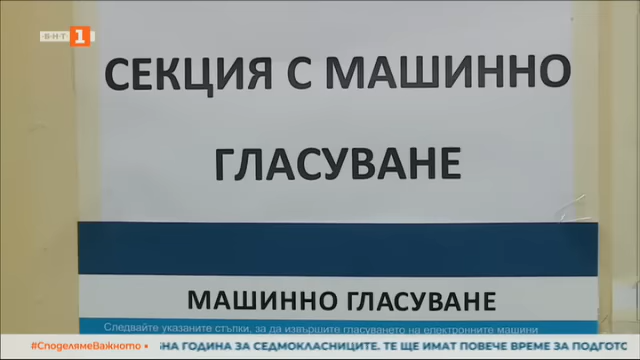 БНТ 1
СЕКЦИЯ С МАШИННО
ГЛАСУВАНЕ
МАШИННО ГЛАСУВАНЕ
Следвайте указаните стъпки, за да извършите гласуването на електронните машини
#СподелямеВажното • НА ГОДИНА ЗА СЕДМОКЛАСНИЦИТЕ. ТЕ ЩЕ ИМАТ ПОВЕЧЕ ВРЕМЕ ЗА ПОДГОТ